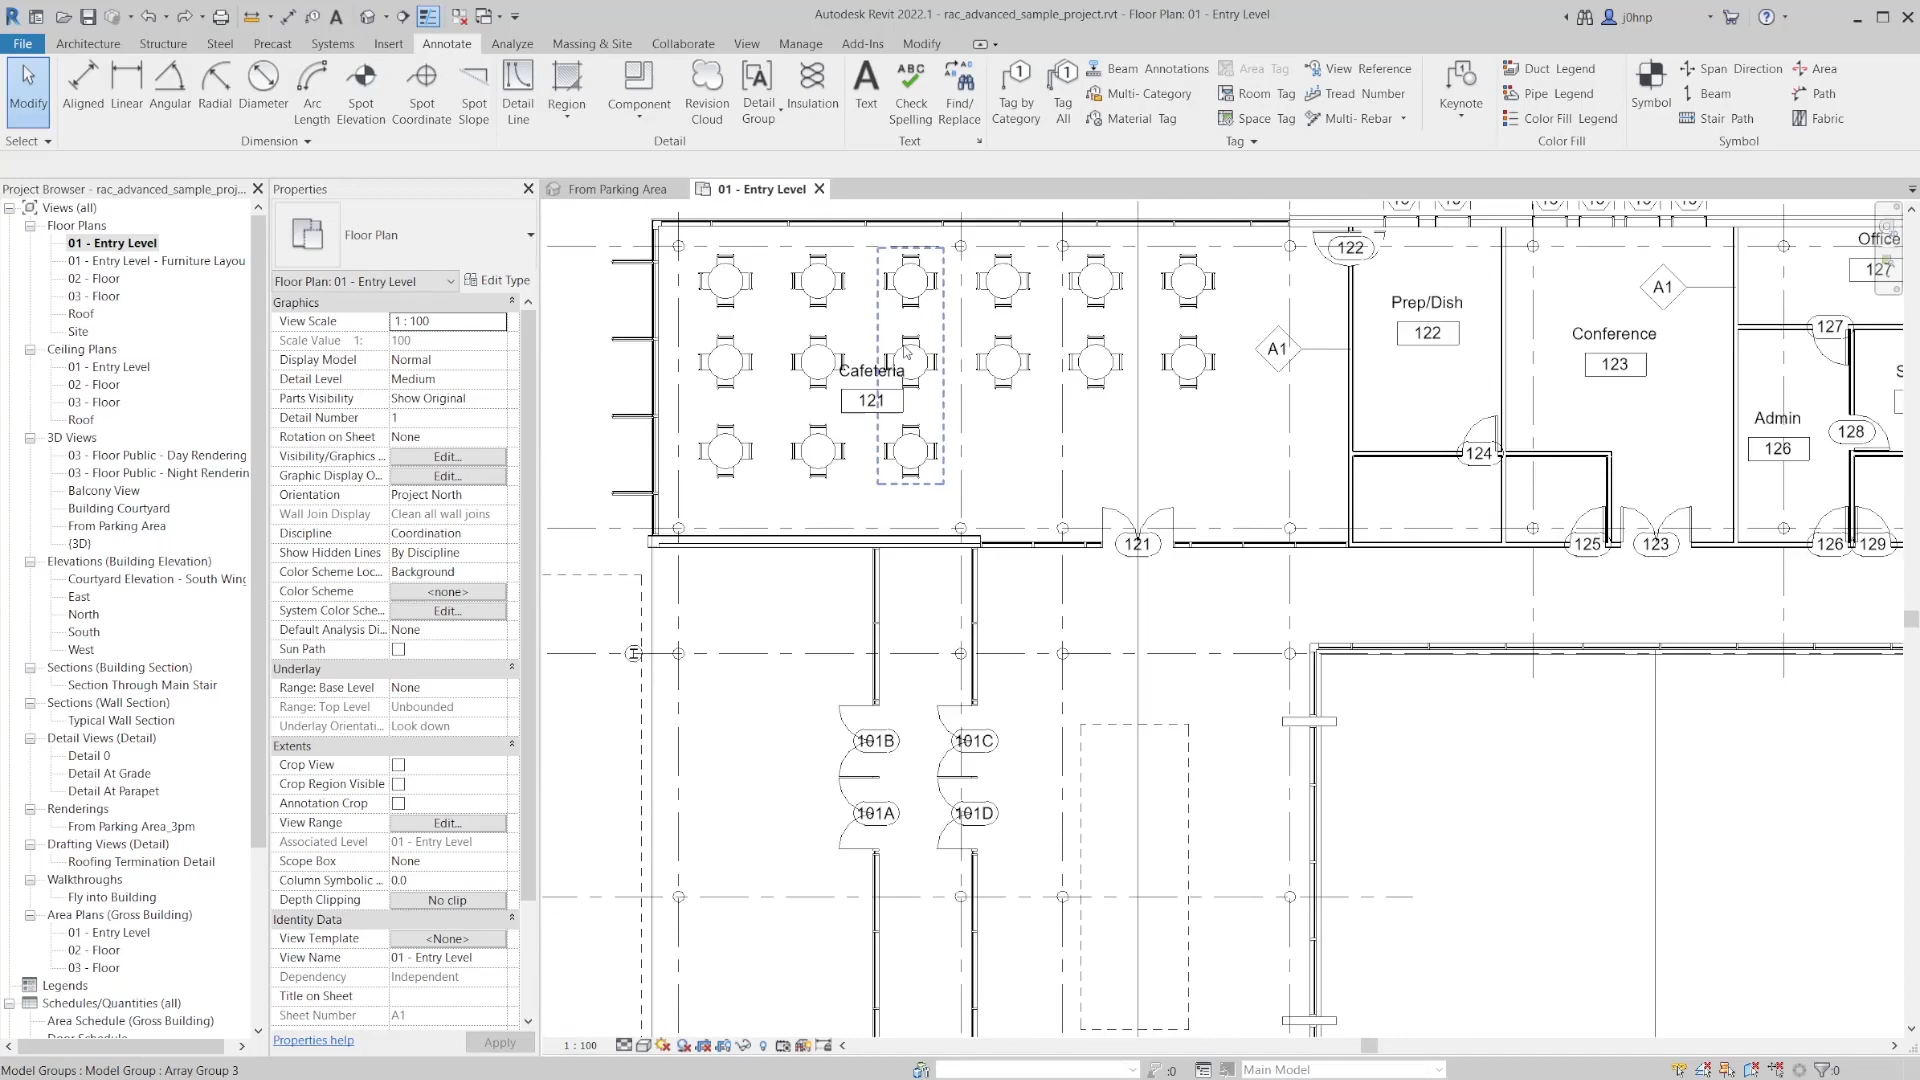 Autodesk Revit 2022.1 - rac_advanced_sample_project.rvt - Floor Plan: 01 - Entry Level
j0hnp
File Architecture Structure Steel Precast Systems Insert Annotate Analyze Massing & Site Collaborate View Manage Add-Ins Modify
Modify
Aligned Linear Angular Radial Diameter Arc Length Spot Elevation Spot Coordinate Spot Slope
Detail Line Region Component Revision Cloud Detail Group Insulation
Text ABC Check Spelling Find/ Replace
Tag by Category Tag All
Beam Annotations Area Tag View Reference
Multi- Category Room Tag Tread Number
Material Tag Space Tag Multi- Rebar
Keynote
Duct Legend
Pipe Legend
Color Fill Legend
Symbol
Span Direction Area
Beam Path
Stair Path Fabric
Select Dimension Detail Text Tag Color Fill Symbol
Project Browser - rac_advanced_sample_proj...
Views (all)
Floor Plans
01 - Entry Level
01 - Entry Level - Furniture Layou
02 - Floor
03 - Floor
Roof
Site
Ceiling Plans
01 - Entry Level
02 - Floor
03 - Floor
Roof
3D Views
03 - Floor Public - Day Rendering
03 - Floor Public - Night Renderin
Balcony View
Building Courtyard
From Parking Area
{3D}
Elevations (Building Elevation)
Courtyard Elevation - South Wing
East
North
South
West
Sections (Building Section)
Section Through Main Stair
Sections (Wall Section)
Typical Wall Section
Detail Views (Detail)
Detail 0
Detail At Grade
Detail At Parapet
Renderings
From Parking Area_3pm
Drafting Views (Detail)
Roofing Termination Detail
Walkthroughs
Fly into Building
Area Plans (Gross Building)
01 - Entry Level
02 - Floor
03 - Floor
Legends
Schedules/Quantities (all)
Area Schedule (Gross Building)
Properties
Floor Plan
Floor Plan: 01 - Entry Level Edit Type
Graphics
View Scale 1 : 100
Scale Value 1: 100
Display Model Normal
Detail Level Medium
Parts Visibility Show Original
Detail Number 1
Rotation on Sheet None
Visibility/Graphics ... Edit...
Graphic Display O... Edit...
Orientation Project North
Wall Join Display Clean all wall joins
Discipline Coordination
Show Hidden Lines By Discipline
Color Scheme Loc... Background
Color Scheme <none>
System Color Sche... Edit...
Default Analysis Di... None
Sun Path
Underlay
Range: Base Level None
Range: Top Level Unbounded
Underlay Orientati... Look down
Extents
Crop View
Crop Region Visible
Annotation Crop
View Range Edit...
Associated Level 01 - Entry Level
Scope Box None
Column Symbolic ... 0.0
Depth Clipping No clip
Identity Data
View Template <None>
View Name 01 - Entry Level
Dependency Independent
Title on Sheet
Sheet Number A1
Properties help Apply
From Parking Area 01 - Entry Level
122
Prep/Dish
122
A1
Cafeteria
121
A1
Conference
123
Office
127
127
Admin
126
128
124
121
125
123
126
129
101B
101C
101A
101D
1 : 100
Model Groups : Model Group : Array Group 3
:0
Main Model
:0